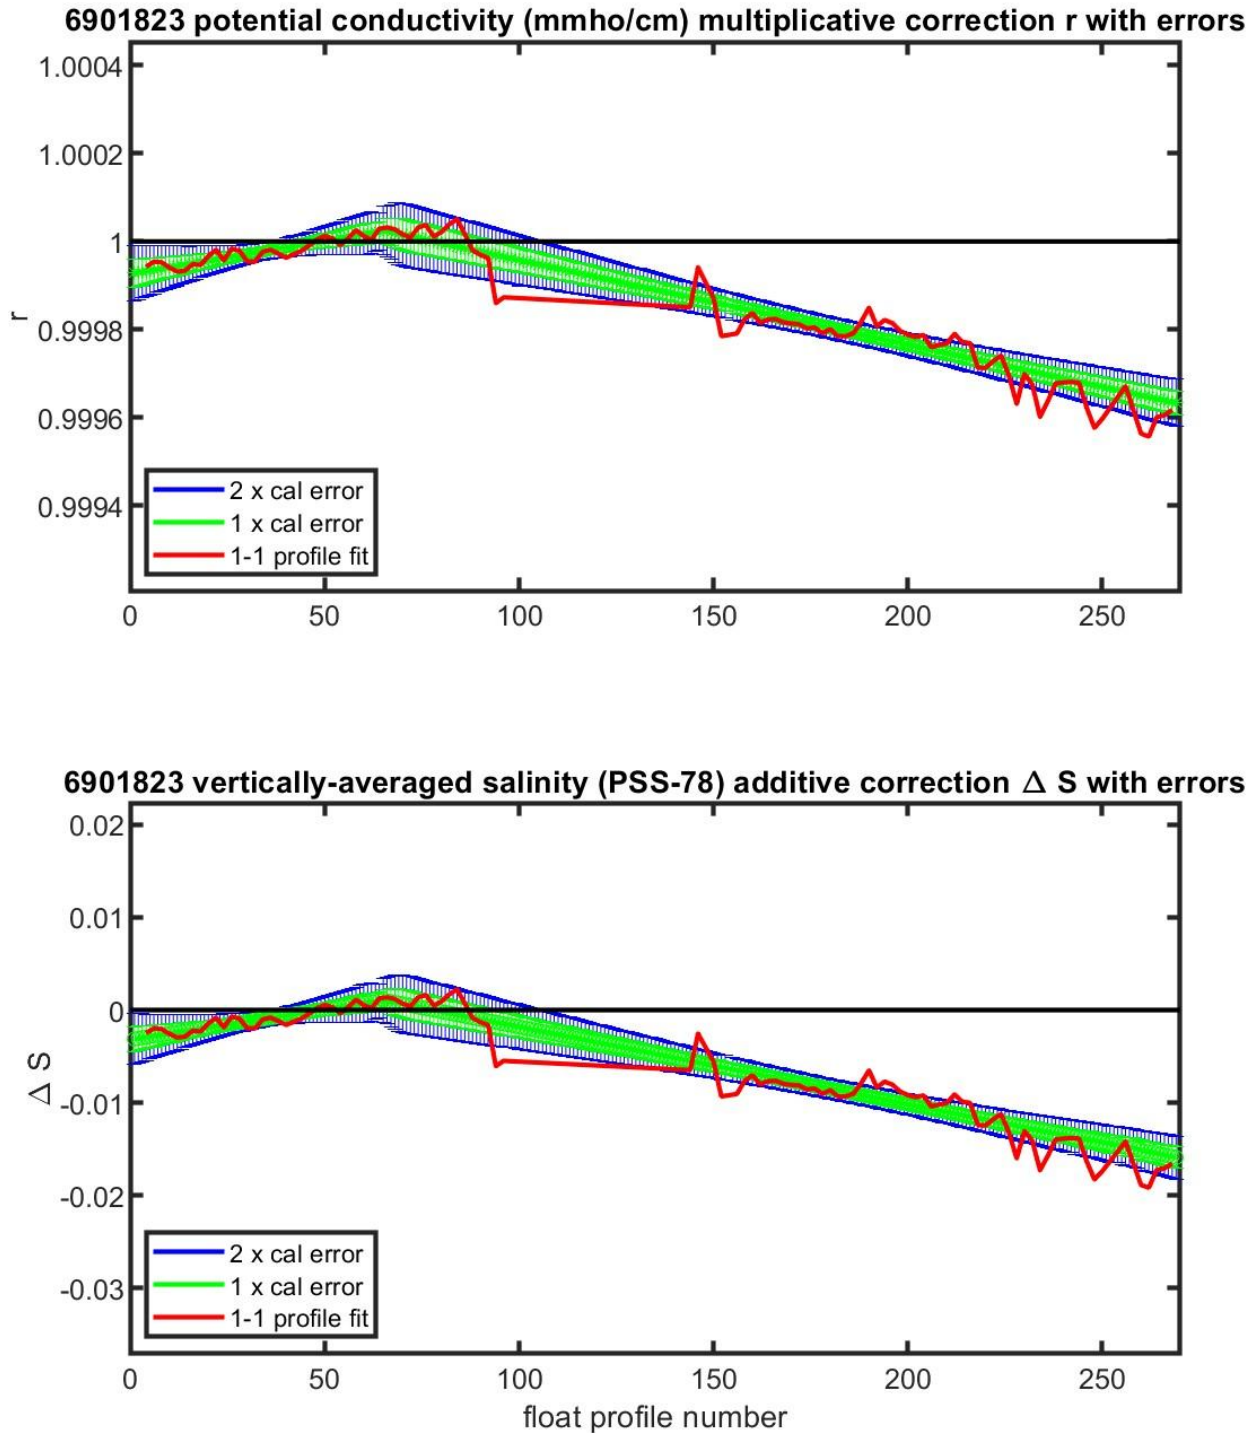 6901823 potential conductivity (mmho/cm) multiplicative correction r with errors
1.0004
1.0002
1
0.9998
0.9996
0.9994
r
2 x cal error
1 x cal error
1-1 profile fit
0 50 100 150 200 250
6901823 vertically-averaged salinity (PSS-78) additive correction Δ S with errors
0.02
0.01
0
-0.01
-0.02
-0.03
Δ S
2 x cal error
1 x cal error
1-1 profile fit
0 50 100 150 200 250
float profile number